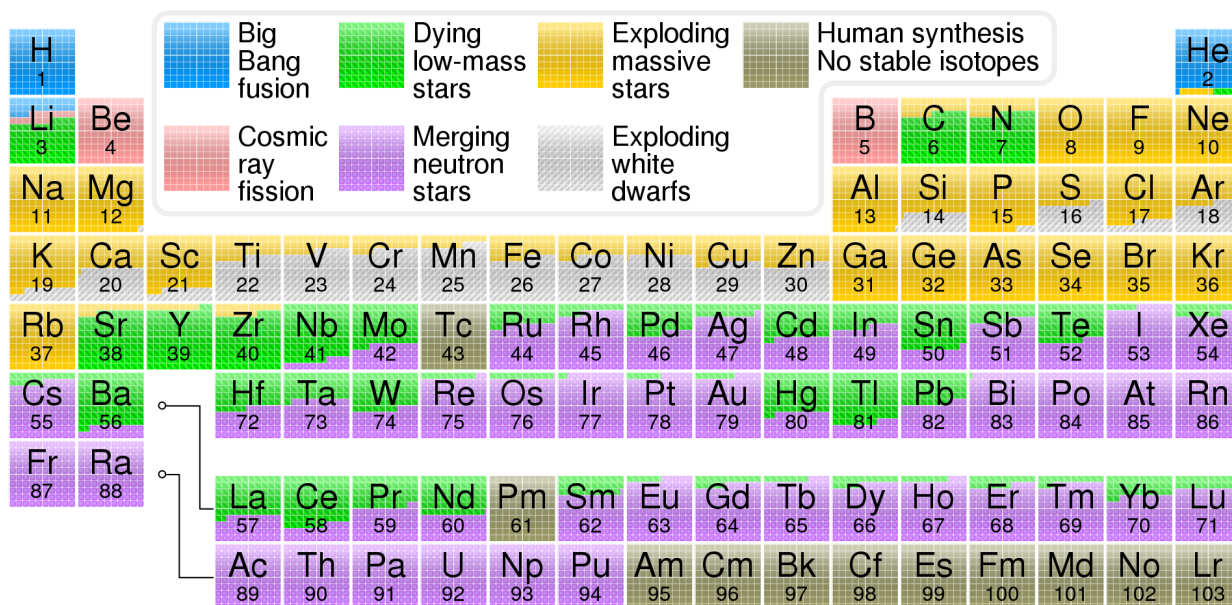 H
1
Big
Bang
fusion
Dying
low-mass
stars
Exploding
massive
stars
Human synthesis
No stable isotopes
He
2
Li
3
Be
4
Cosmic
ray
fission
Merging
neutron
stars
Exploding
white
dwarfs
B
5
C
6
N
7
O
8
F
9
Ne
10
Na
11
Mg
12
Al
13
Si
14
P
15
S
16
Cl
17
Ar
18
K
19
Ca
20
Sc
21
Ti
22
V
23
Cr
24
Mn
25
Fe
26
Co
27
Ni
28
Cu
29
Zn
30
Ga
31
Ge
32
As
33
Se
34
Br
35
Kr
36
Rb
37
Sr
38
Y
39
Zr
40
Nb
41
Mo
42
Tc
43
Ru
44
Rh
45
Pd
46
Ag
47
Cd
48
In
49
Sn
50
Sb
51
Te
52
I
53
Xe
54
Cs
55
Ba
56
Hf
72
Ta
73
W
74
Re
75
Os
76
Ir
77
Pt
78
Au
79
Hg
80
Tl
81
Pb
82
Bi
83
Po
84
At
85
Rn
86
Fr
87
Ra
88
La
57
Ce
58
Pr
59
Nd
60
Pm
61
Sm
62
Eu
63
Gd
64
Tb
65
Dy
66
Ho
67
Er
68
Tm
69
Yb
70
Lu
71
Ac
89
Th
90
Pa
91
U
92
Np
93
Pu
94
Am
95
Cm
96
Bk
97
Cf
98
Es
99
Fm
100
Md
101
No
102
Lr
103